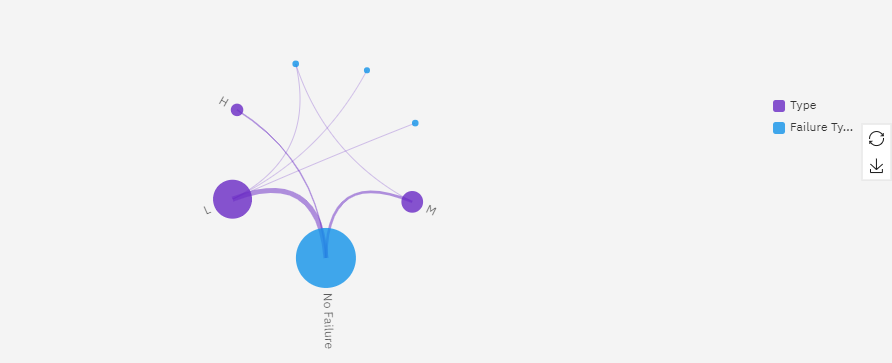 H
L
M
No Failure
Type
Failure Ty...